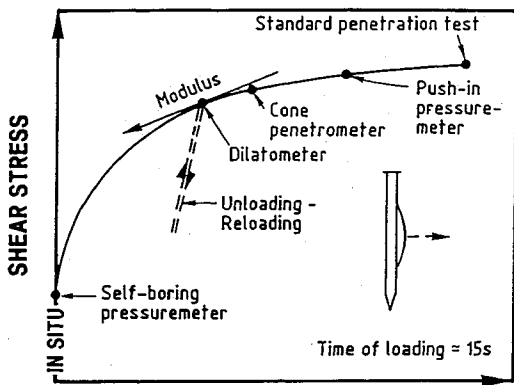 Standard penetration test
Modulus
Cone
penetrometer
Push-in
pressure-
meter
Dilatometer
Unloading -
Reloading
SHEAR STRESS
Self-boring
pressuremeter
IN SITU
Time of loading = 15s